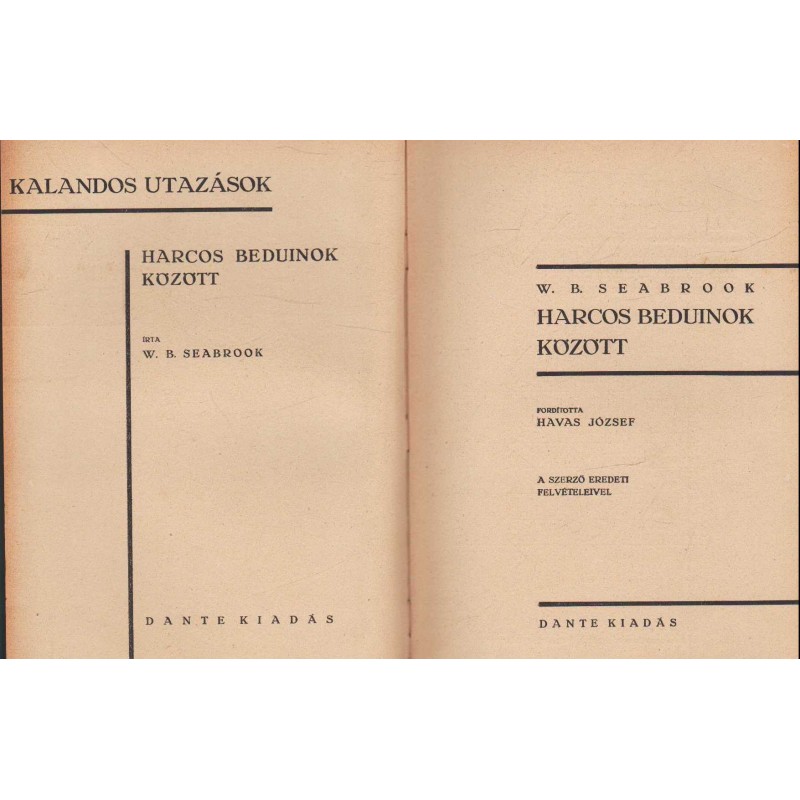 KALANDOS UTAZÁSOK
HARCOS BEDUINOK
KÖZÖTT
IRTA
W. B. SEABROOK
DANTE KIADÁS
W. B. SEABROOK
HARCOS BEDUINOK
KÖZÖTT
FORDÍTOTTA
HAVAS JÓZSEF
A SZERZŐ EREDETI
FELVÉTELEIVEL
DANTE KIADÁS